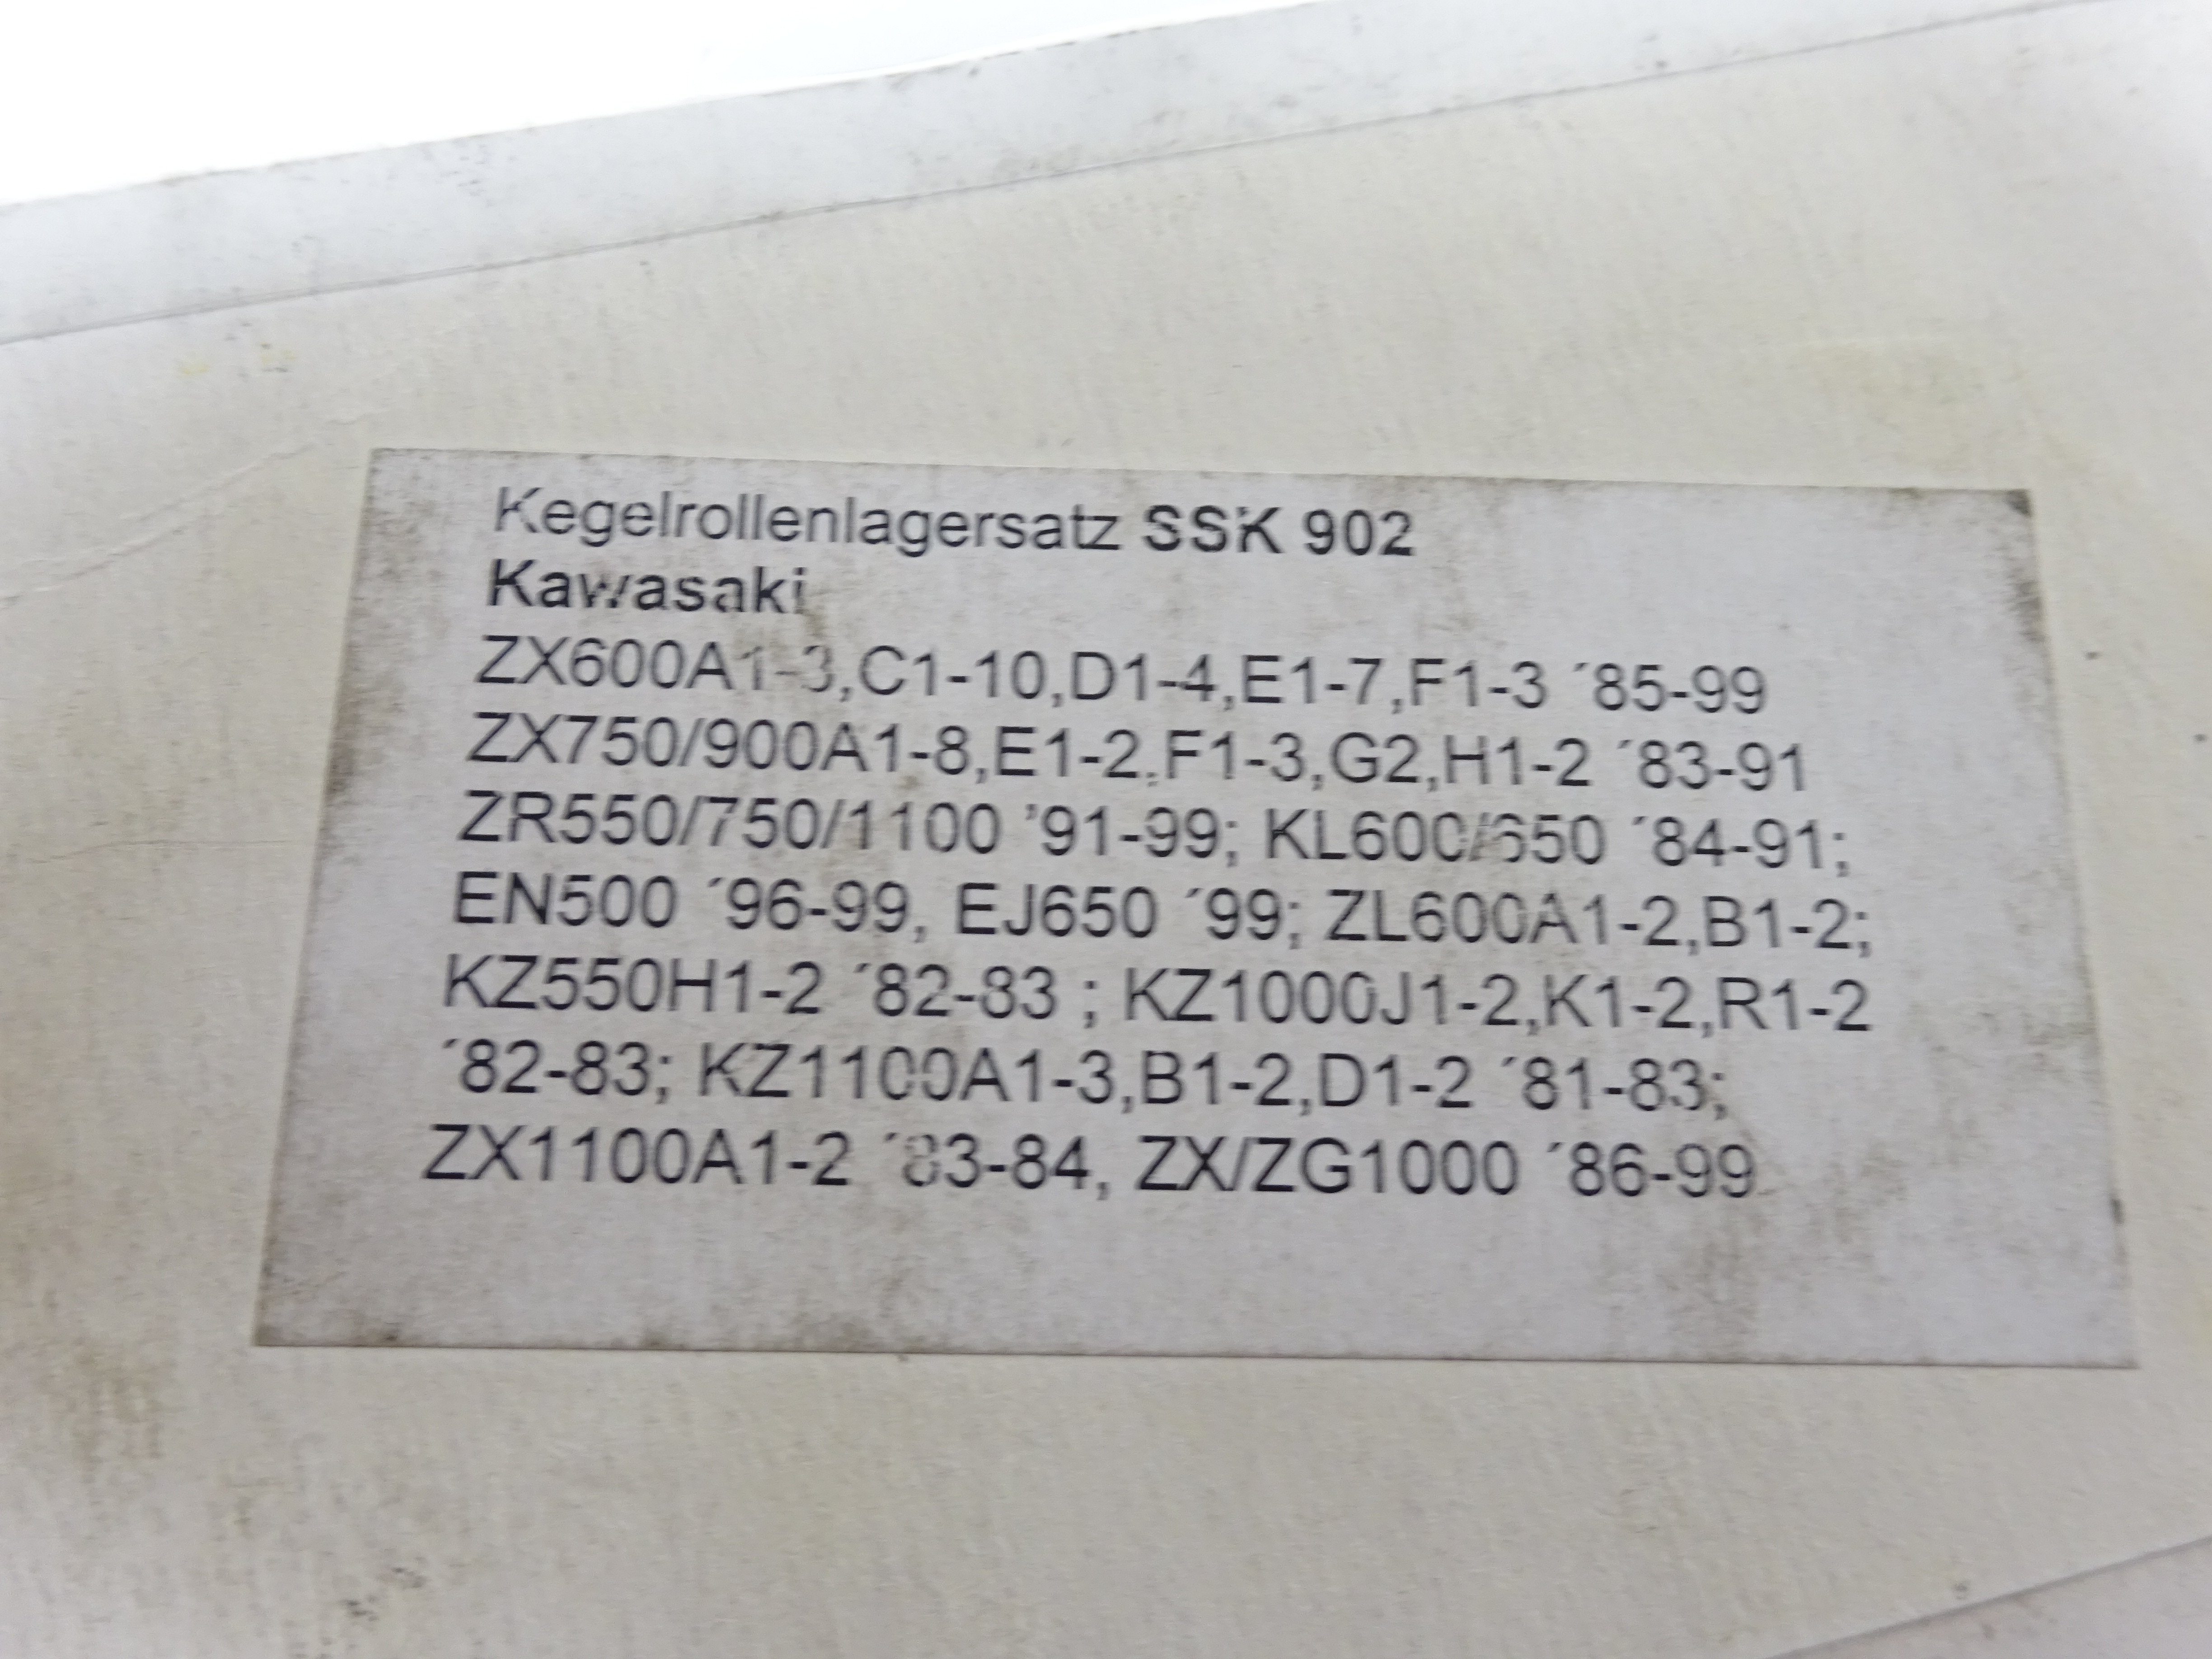 Kegelrollenlagersatz SSK 902
Kawasaki
ZX600A1-3,C1-10,D1-4,E1-7,F1-3 ´85-99
ZX750/900A1-8,E1-2,F1-3,G2,H1-2 ´83-91
ZR550/750/1100 '91-99; KL600/650 ´84-91;
EN500 ´96-99, EJ650 ´99; ZL600A1-2,B1-2;
KZ550H1-2 ´82-83 ; KZ1000J1-2,K1-2,R1-2
´82-83; KZ1100A1-3,B1-2,D1-2 ´81-83;
ZX1100A1-2 ´83-84, ZX/ZG1000 ´86-99